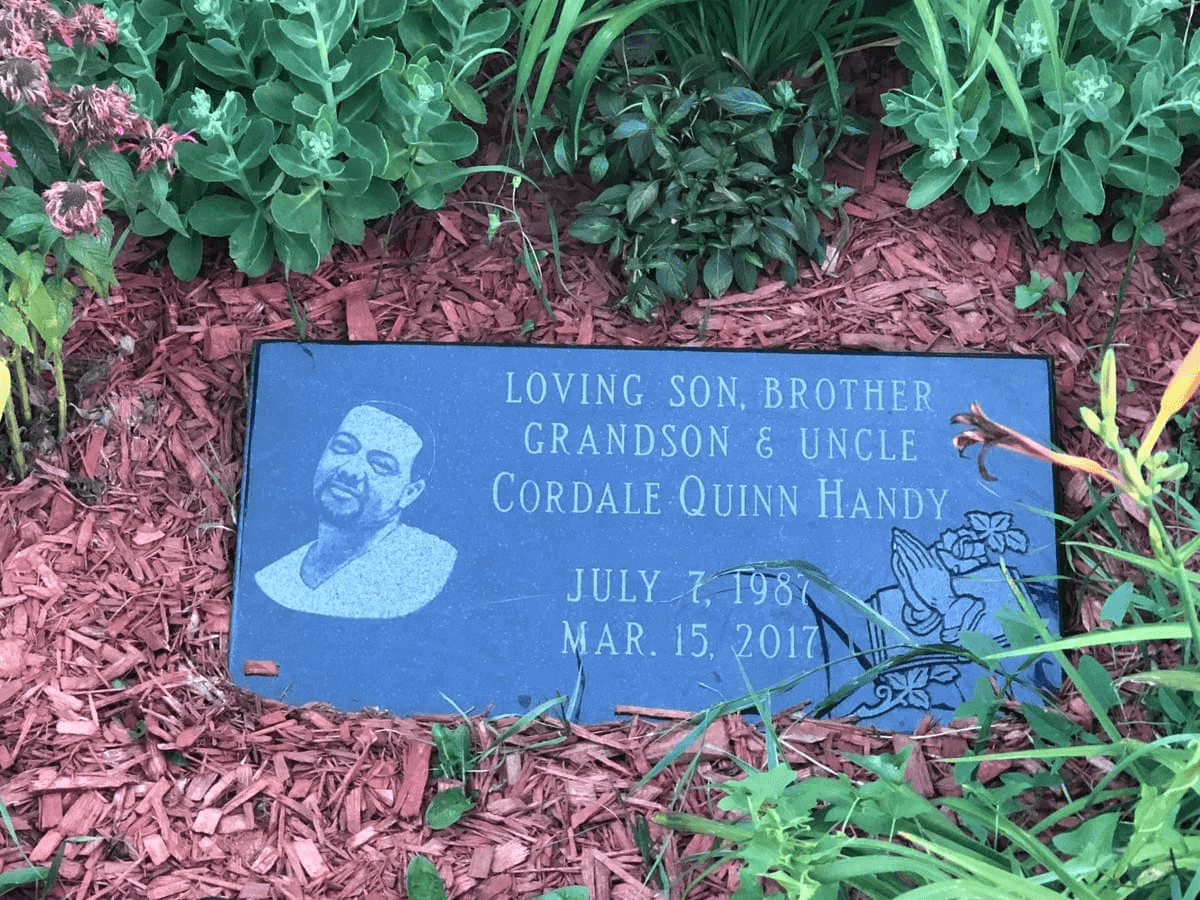 LOVING SON, BROTHER
GRANDSON & UNCLE
CORDALE QUINN HANDY
JULY 7, 1987
MAR. 15, 2017